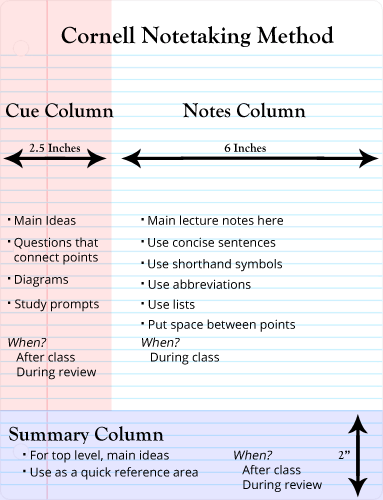 Cornell Notetaking Method
Cue Column
2.5 Inches
• Main Ideas
• Questions that
connect points
• Diagrams
• Study prompts
When?
After class
During review
Notes Column
6 Inches
• Main lecture notes here
• Use concise sentences
• Use shorthand symbols
• Use abbreviations
• Use lists
• Put space between points
When?
During class
Summary Column
• For top level, main ideas
• Use as a quick reference area
When?
After class
During review
2”